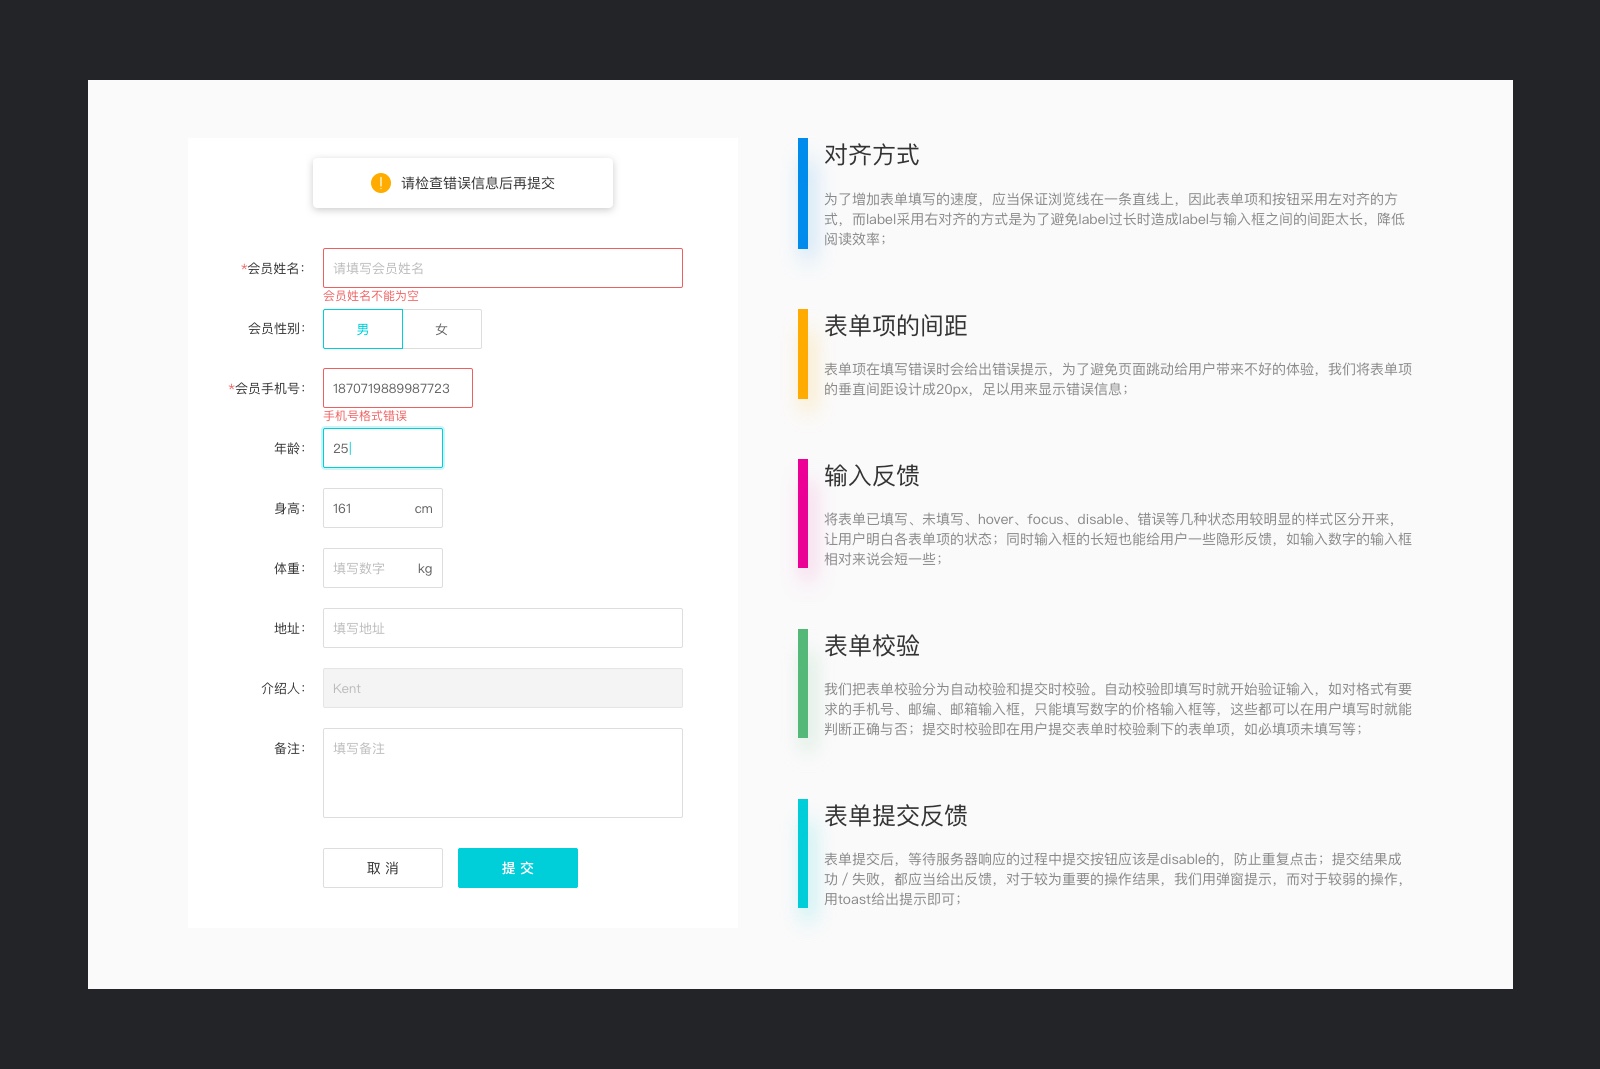 ! 请检查错误信息后再提交
*会员姓名： 请填写会员姓名
会员姓名不能为空
会员性别： 男 女
*会员手机号： 1870719889987723
手机号格式错误
年龄： 25
身高： 161 cm
体重： 填写数字 kg
地址： 填写地址
介绍人： Kent
备注： 填写备注
取 消 提 交
对齐方式
为了增加表单填写的速度，应当保证浏览线在一条直线上，因此表单项和按钮采用左对齐的方
式，而label采用右对齐的方式是为了避免label过长时造成label与输入框之间的间距太长，降低
阅读效率；
表单项的间距
表单项在填写错误时会给出错误提示，为了避免页面跳动给用户带来不好的体验，我们将表单项
的垂直间距设计成20px，足以用来显示错误信息；
输入反馈
将表单已填写、未填写、hover、focus、disable、错误等几种状态用较明显的样式区分开来，
让用户明白各表单项的状态；同时输入框的长短也能给用户一些隐形反馈，如输入数字的输入框
相对来说会短一些；
表单校验
我们把表单校验分为自动校验和提交时校验。自动校验即填写时就开始验证输入，如对格式有要
求的手机号、邮编、邮箱输入框，只能填写数字的价格输入框等，这些都可以在用户填写时就能
判断正确与否；提交时校验即在用户提交表单时校验剩下的表单项，如必填项未填写等；
表单提交反馈
表单提交后，等待服务器响应的过程中提交按钮应该是disable的，防止重复点击；提交结果成
功 / 失败，都应当给出反馈，对于较为重要的操作结果，我们用弹窗提示，而对于较弱的操作，
用toast给出提示即可；